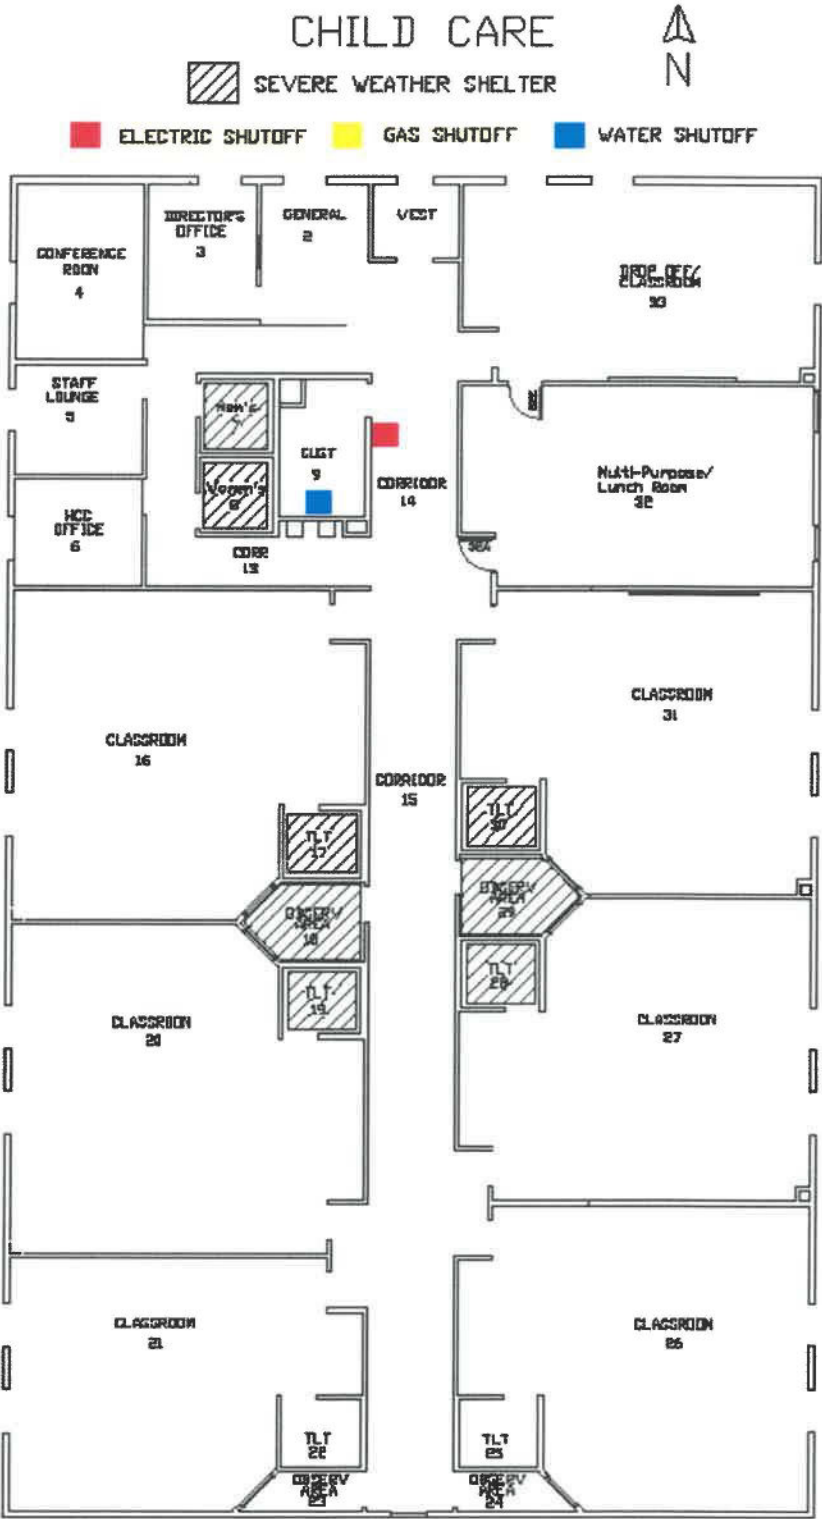 CHILD CARE
N
SEVERE WEATHER SHELTER
ELECTRIC SHUTOFF
GAS SHUTOFF
WATER SHUTOFF
DIRECTOR'S
OFFICE
3
GENERAL
2
VEST
CONFERENCE
ROOM
4
DROP OFF/
CLASSROOM
STAFF
LOUNGE
5
Men's
CUST
9
CORRIDOR
14
Multi-Purpose/
Lunch Room
32
Women's
8
HCC
OFFICE
6
CORR
13
32A
CLASSROOM
31
CLASSROOM
16
CORRIDOR
15
TLT
17
TLT
30
OBSERV
AREA
18
OBSERV
AREA
29
TLT
19
TLT
28
CLASSROOM
20
CLASSROOM
27
CLASSROOM
21
CLASSROOM
26
TLT
22
TLT
25
OBSERV
AREA
23
OBSERV
AREA
24